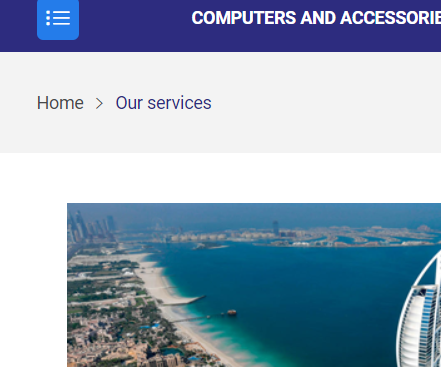 COMPUTERS AND ACCESSORIE
Home > Our services